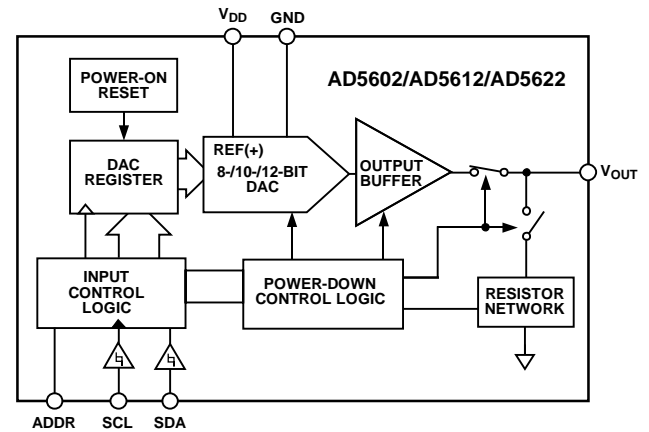 VDD GND
AD5602/AD5612/AD5622
POWER-ON
RESET
REF(+)
8-/10-/12-BIT
DAC
OUTPUT
BUFFER
VOUT
DAC
REGISTER
INPUT
CONTROL
LOGIC
POWER-DOWN
CONTROL LOGIC
RESISTOR
NETWORK
ADDR SCL SDA